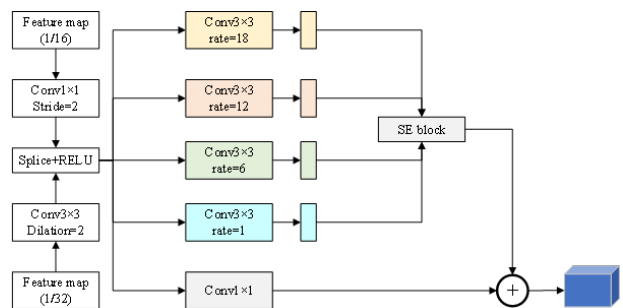 Feature map
(1/16)
Conv1×1
Stride=2
Splice+RELU
Conv3×3
Dilation=2
Feature map
(1/32)
Conv3×3
rate=18
Conv3×3
rate=12
Conv3×3
rate=6
Conv3×3
rate=1
Conv1×1
SE block
+